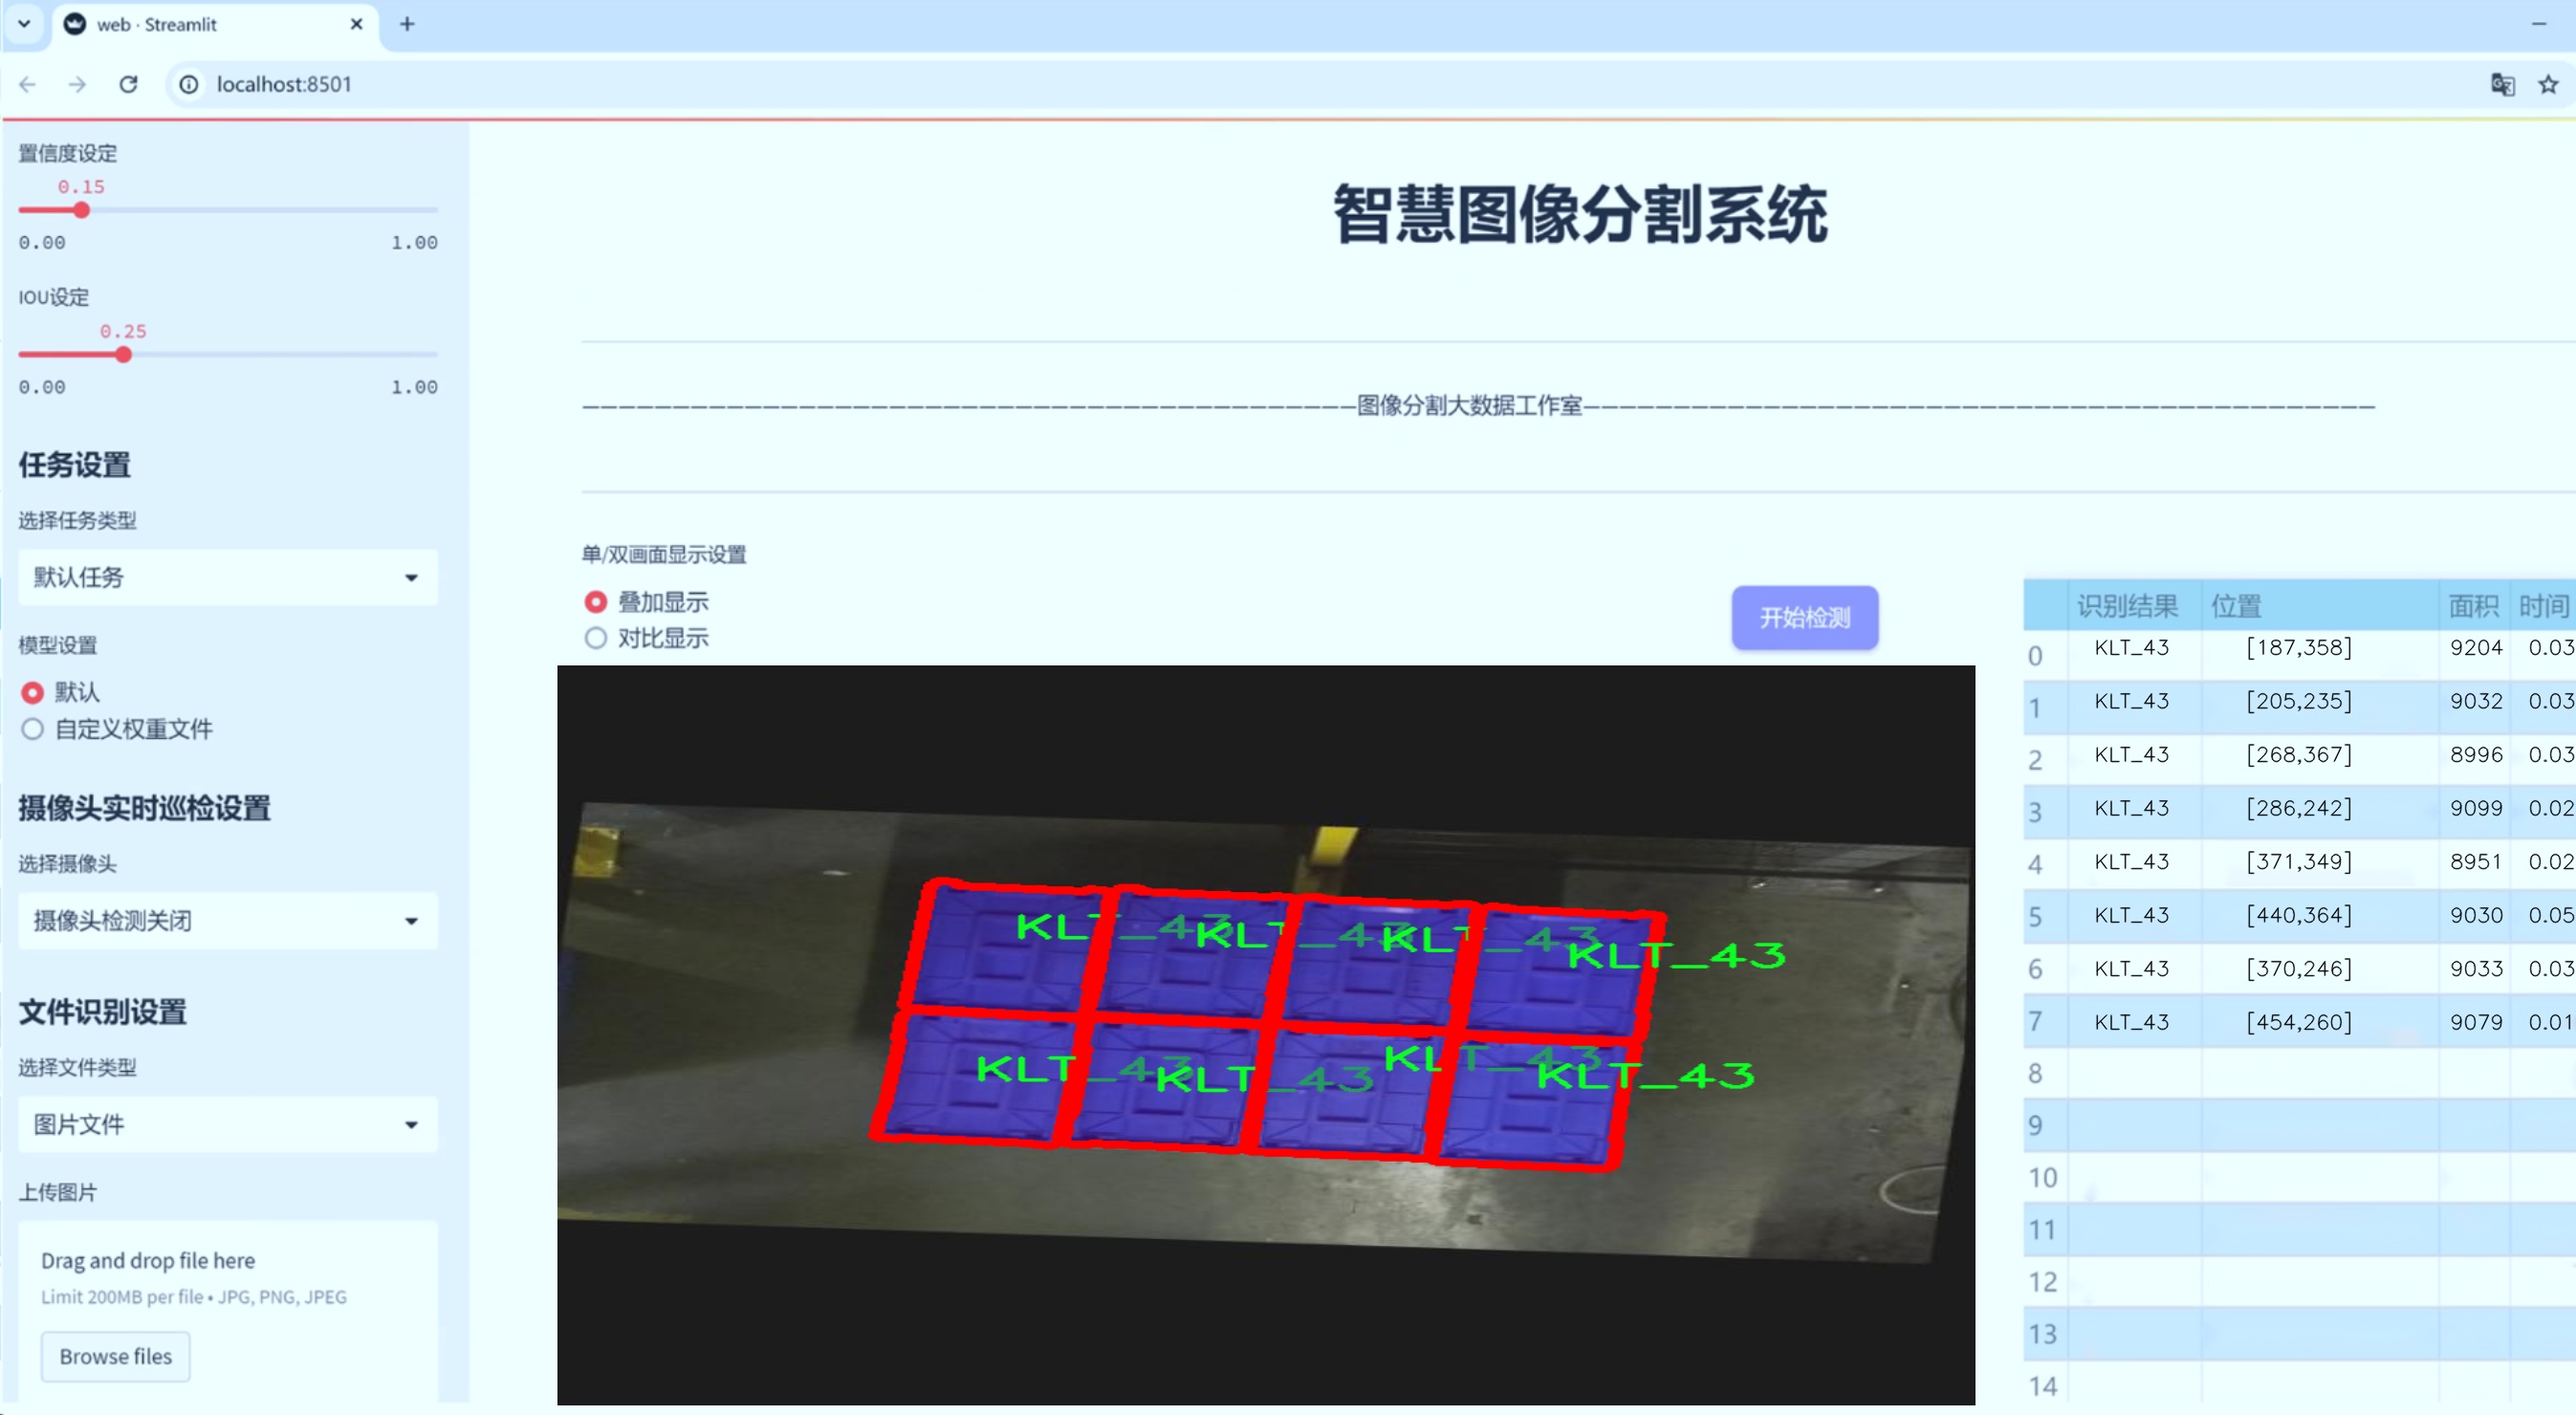 web · Streamlit
localhost:8501
置信度设定
0.15
0.00 1.00
IOU设定
0.25
0.00 1.00
任务设置
选择任务类型
默认任务
模型设置
默认
自定义权重文件
摄像头实时巡检设置
选择摄像头
摄像头检测关闭
文件识别设置
选择文件类型
图片文件
上传图片
Drag and drop file here
Limit 200MB per file • JPG, PNG, JPEG
Browse files
智慧图像分割系统
———————————————————————————————————————————图像分割大数据工作室————————————————————————————————————————————
单/双画面显示设置
叠加显示
对比显示
开始检测
KLT_43
KLT_43
KLT_43
KLT_43
KLT_43
KLT_43
KLT_43
KLT_43
识别结果 位置 面积 时间
0 KLT_43 [187,358] 9204 0.03
1 KLT_43 [205,235] 9032 0.03
2 KLT_43 [268,367] 8996 0.03
3 KLT_43 [286,242] 9099 0.02
4 KLT_43 [371,349] 8951 0.02
5 KLT_43 [440,364] 9030 0.05
6 KLT_43 [370,246] 9033 0.03
7 KLT_43 [454,260] 9079 0.01
8
9
10
11
12
13
14